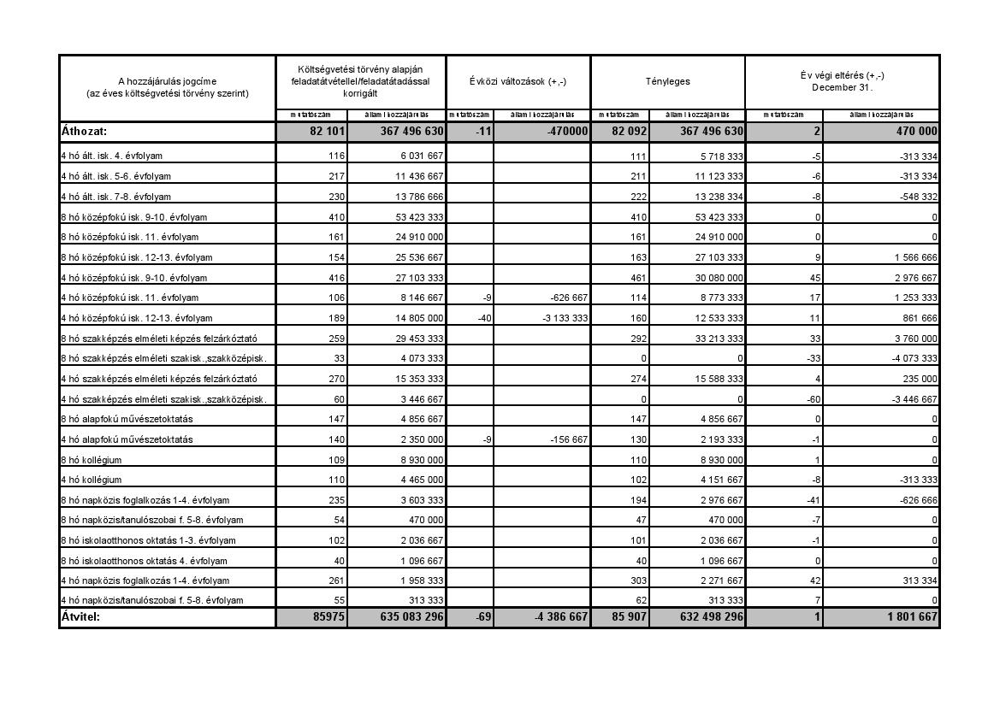 A hozzájárulás jogcíme
(az éves költségvetési törvény szerint)
Költségvetési törvény alapján
feladatátvétellel/feladatátadással
korrigált
Évközi változások (+,-)
Tényleges
Év végi eltérés (+,-)
December 31.
mutatószám állami hozzájárulás mutatószám állami hozzájárulás mutatószám állami hozzájárulás mutatószám állami hozzájárulás
Áthozat: 82 101 367 496 630 -11 -470000 82 092 367 496 630 2 470 000
4 hó ált. isk. 4. évfolyam 116 6 031 667 111 5 718 333 -5 -313 334
4 hó ált. isk. 5-6. évfolyam 217 11 436 667 211 11 123 333 -6 -313 334
4 hó ált. isk. 7-8. évfolyam 230 13 786 666 222 13 238 334 -8 -548 332
8 hó középfokú isk. 9-10. évfolyam 410 53 423 333 410 53 423 333 0 0
8 hó középfokú isk. 11. évfolyam 161 24 910 000 161 24 910 000 0 0
8 hó középfokú isk. 12-13. évfolyam 154 25 536 667 163 27 103 333 9 1 566 666
4 hó középfokú isk. 9-10. évfolyam 416 27 103 333 461 30 080 000 45 2 976 667
4 hó középfokú isk. 11. évfolyam 106 8 146 667 -9 -626 667 114 8 773 333 17 1 253 333
4 hó középfokú isk. 12-13. évfolyam 189 14 805 000 -40 -3 133 333 160 12 533 333 11 861 666
8 hó szakképzés elméleti képzés felzárkóztató 259 29 453 333 292 33 213 333 33 3 760 000
8 hó szakképzés elméleti szakisk.,szakközépisk. 33 4 073 333 0 0 -33 -4 073 333
4 hó szakképzés elméleti képzés felzárkóztató 270 15 353 333 274 15 588 333 4 235 000
4 hó szakképzés elméleti szakisk.,szakközépisk. 60 3 446 667 0 0 -60 -3 446 667
8 hó alapfokú művészetoktatás 147 4 856 667 147 4 856 667 0 0
4 hó alapfokú művészetoktatás 140 2 350 000 -9 -156 667 130 2 193 333 -1 0
8 hó kollégium 109 8 930 000 110 8 930 000 1 0
4 hó kollégium 110 4 465 000 102 4 151 667 -8 -313 333
8 hó napközis foglalkozás 1-4. évfolyam 235 3 603 333 194 2 976 667 -41 -626 666
8 hó napközis/tanulószobai f. 5-8. évfolyam 54 470 000 47 470 000 -7 0
8 hó iskolaotthonos oktatás 1-3. évfolyam 102 2 036 667 101 2 036 667 -1 0
8 hó iskolaotthonos oktatás 4. évfolyam 40 1 096 667 40 1 096 667 0 0
4 hó napközis foglalkozás 1-4. évfolyam 261 1 958 333 303 2 271 667 42 313 334
4 hó napközis/tanulószobai f. 5-8. évfolyam 55 313 333 62 313 333 7 0
Átvitel: 85975 635 083 296 -69 -4 386 667 85 907 632 498 296 1 1 801 667